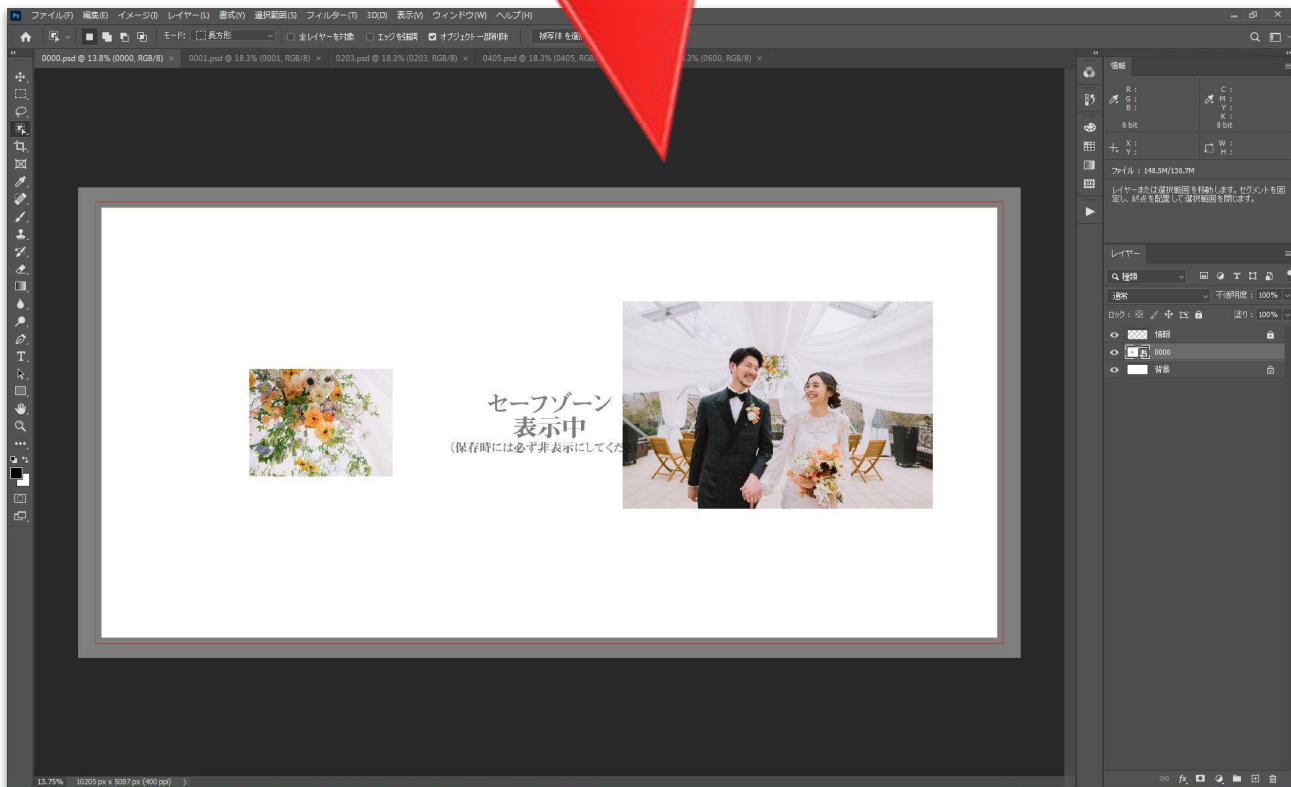 Ps ファイル(F) 編集(E) イメージ(I) レイヤー(L) 書式(Y) 選択範囲(S) フィルター(T) 3D(D) 表示(V) ウィンドウ(W) ヘルプ(H)
モード: 長方形 全レイヤーを対象 エッジを強調 オブジェクト一部削除 被写体を選
0000.psd @ 13.8% (0000, RGB/8) × 0001.psd @ 18.3% (0001, RGB/8) × 0203.psd @ 18.3% (0203, RGB/8) × 0405.psd @ 18.3% (0405, RGB .3% (0600, RGB/8) ×
情報
R : C :
G : M :
B : Y :
K :
8 bit 8 bit
X : W :
Y : H :
ファイル : 148.5M/130.7M
レイヤーまたは選択範囲を移動します。セグメントを固
定し、終点を配置して選択範囲を閉じます。
レイヤー
種類
通常 不透明度 : 100%
ロック : 塗り : 100%
情報
0000
背景
セーフゾーン
表示中
(保存時には必ず非表示にしてくだ
13.75% 10205 px x 5087 px (400 ppi)